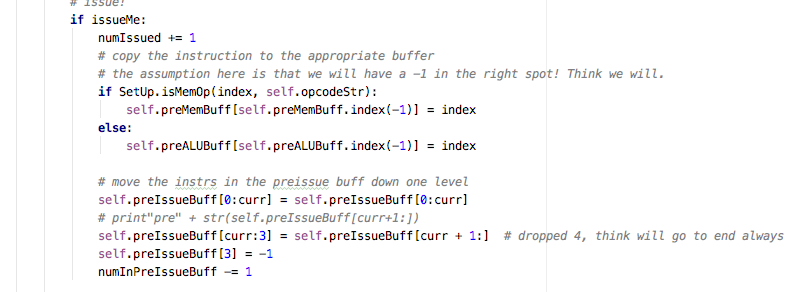 # issue!
if issueMe:
numIssued += 1
# copy the instruction to the appropriate buffer
# the assumption here is that we will have a -1 in the right spot! Think we will.
if SetUp.isMemOp(index, self.opcodeStr):
self.preMemBuff[self.preMemBuff.index(-1)] = index
else:
self.preALUBuff[self.preALUBuff.index(-1)] = index
# move the instrs in the preissue buff down one level
self.preIssueBuff[0:curr] = self.preIssueBuff[0:curr]
# print"pre" + str(self.preIssueBuff[curr+1:])
self.preIssueBuff[curr:3] = self.preIssueBuff[curr + 1:]  # dropped 4, think will go to end always
self.preIssueBuff[3] = -1
numInPreIssueBuff -= 1